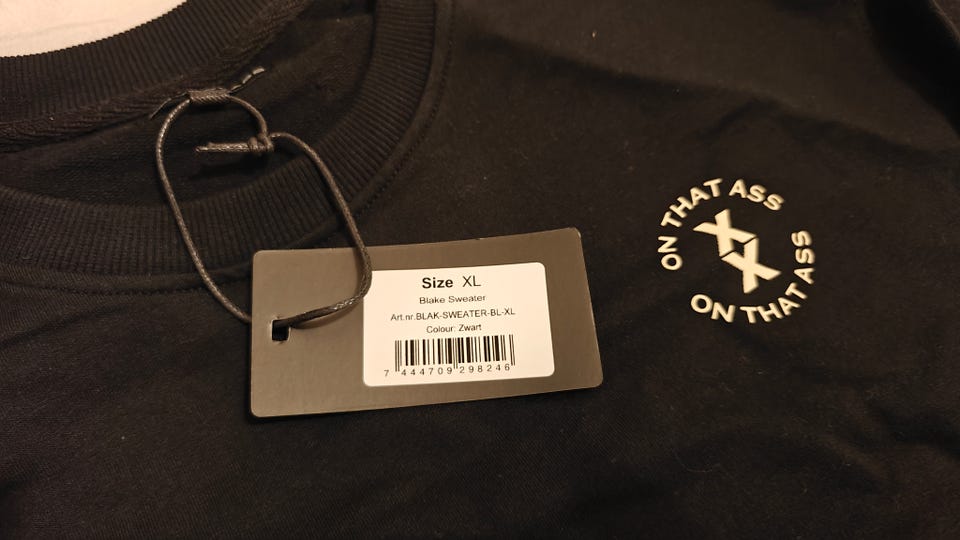 Size XL
Blake Sweater
Art.nr.BLAK-SWEATER-BL-XL
Colour: Zwart
7 444709 298246
ON THAT ASS
XX
ON THAT ASS